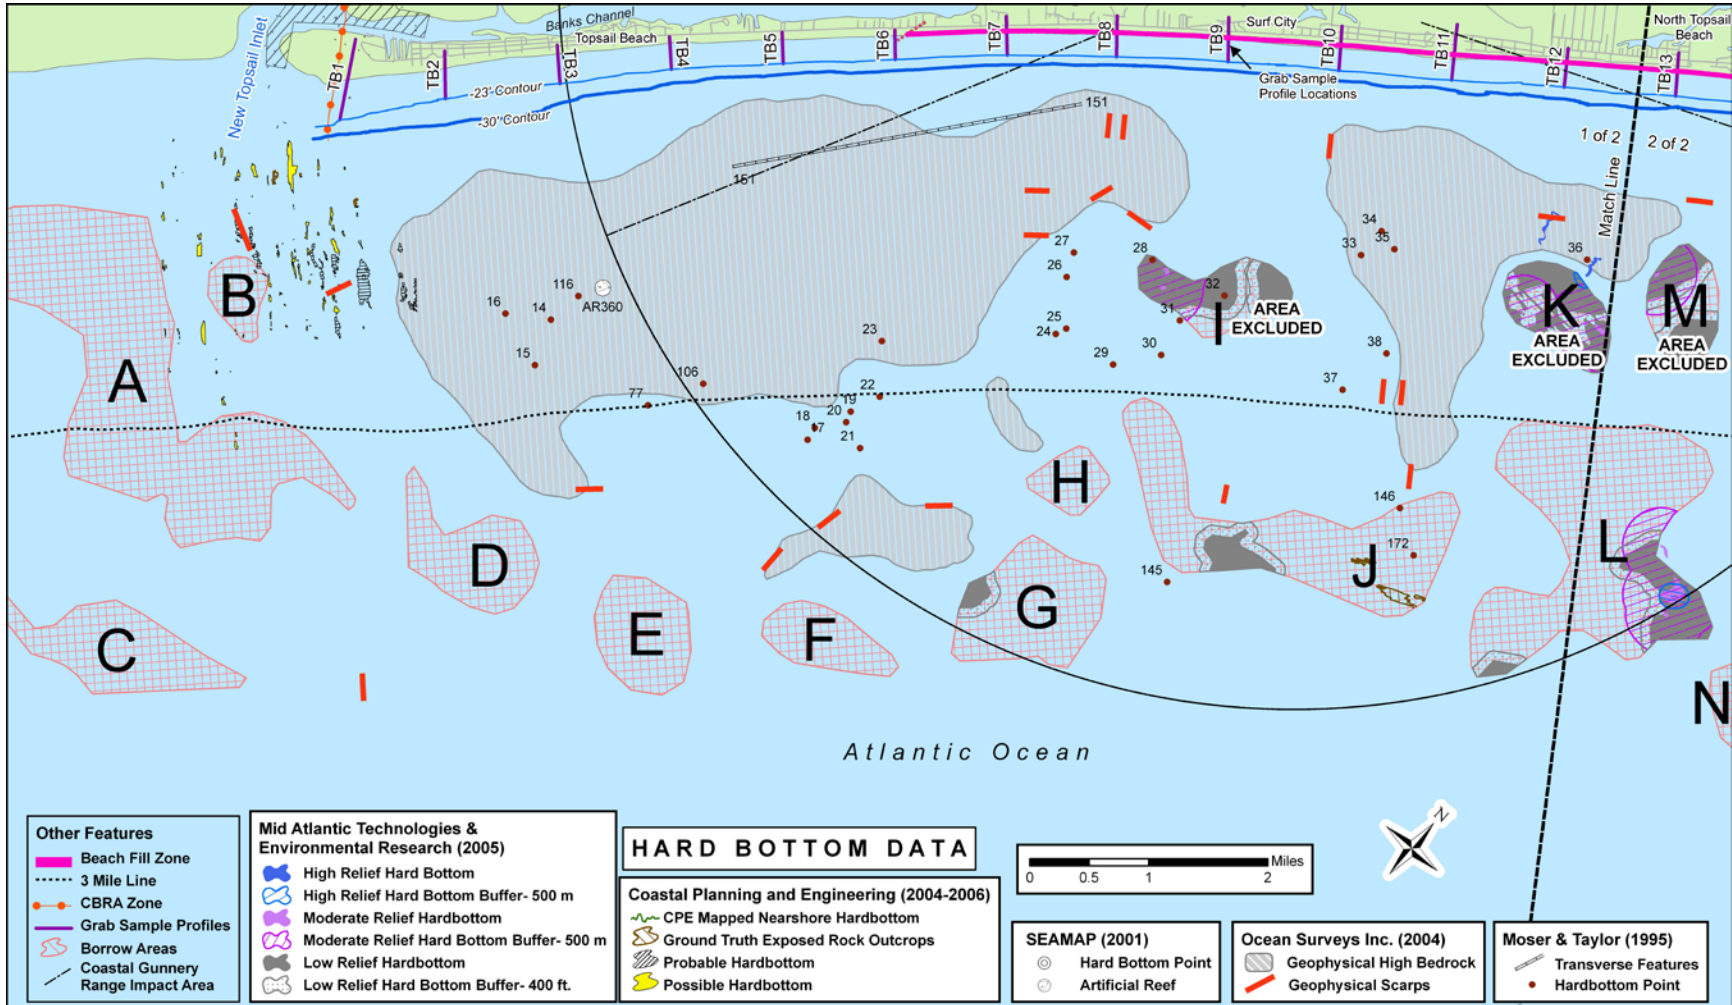 Banks Channel
Topsail Beach
Surf City
North Topsail
Beach
New Topsail Inlet
TB1
TB2
TB3
TB4
TB5
TB6
TB7
TB8
TB9
TB10
TB11
TB12
TB13
Grab Sample
Profile Locations
-23' Contour
-30' Contour
151
151
1 of 2
2 of 2
Match Line
34
33
35
36
27
28
26
116
AR360
16
14
15
32
31
25
24
23
30
29
38
37
106
77
22
19
20
18
17
21
146
172
145
A
B
C
D
E
F
G
H
I
AREA
EXCLUDED
J
K
AREA
EXCLUDED
L
M
AREA
EXCLUDED
N
Atlantic Ocean
Other Features
Beach Fill Zone
3 Mile Line
CBRA Zone
Grab Sample Profiles
Borrow Areas
Coastal Gunnery
Range Impact Area
Mid Atlantic Technologies &
Environmental Research (2005)
High Relief Hard Bottom
High Relief Hard Bottom Buffer- 500 m
Moderate Relief Hardbottom
Moderate Relief Hard Bottom Buffer- 500 m
Low Relief Hardbottom
Low Relief Hard Bottom Buffer- 400 ft.
HARD BOTTOM DATA
Coastal Planning and Engineering (2004-2006)
CPE Mapped Nearshore Hardbottom
Ground Truth Exposed Rock Outcrops
Probable Hardbottom
Possible Hardbottom
Miles
0 0.5 1 2
N
SEAMAP (2001)
Hard Bottom Point
Artificial Reef
Ocean Surveys Inc. (2004)
Geophysical High Bedrock
Geophysical Scarps
Moser & Taylor (1995)
Transverse Features
Hardbottom Point